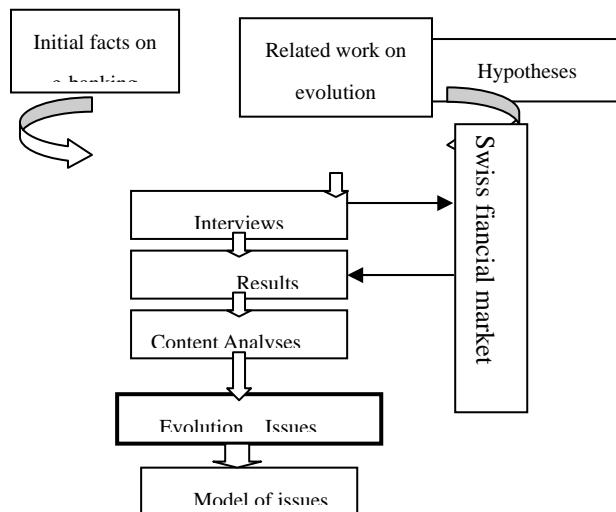 Initial facts on
e-banking
Related work on
evolution
Hypotheses
Swiss fiancial market
Interviews
Results
Content Analyses
Evolution Issues
Model of issues